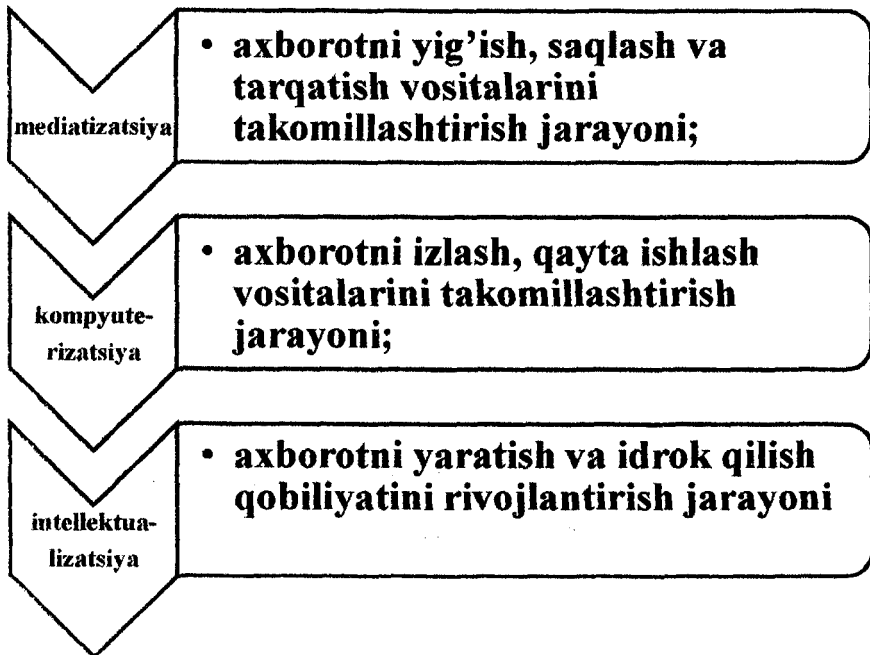 mediatizatsiya
• axborotni yig'ish, saqlash va
tarqatish vositalarini
takomillashtirish jarayoni;
kompyute-
rizatsiya
• axborotni izlash, qayta ishlash
vositalarini takomillashtirish
jarayoni;
intellektua-
lizatsiya
• axborotni yaratish va idrok qilish
qobiliyatini rivojlantirish jarayoni